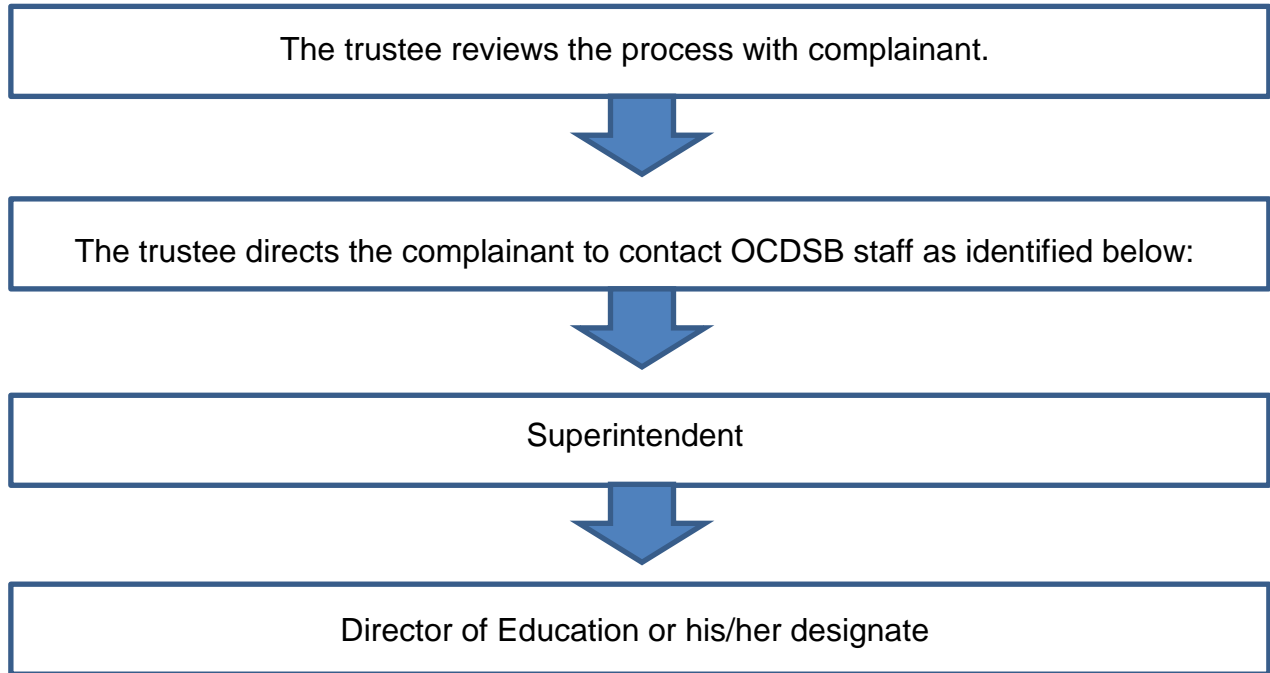 The trustee reviews the process with complainant.
The trustee directs the complainant to contact OCDSB staff as identified below:
Superintendent
Director of Education or his/her designate